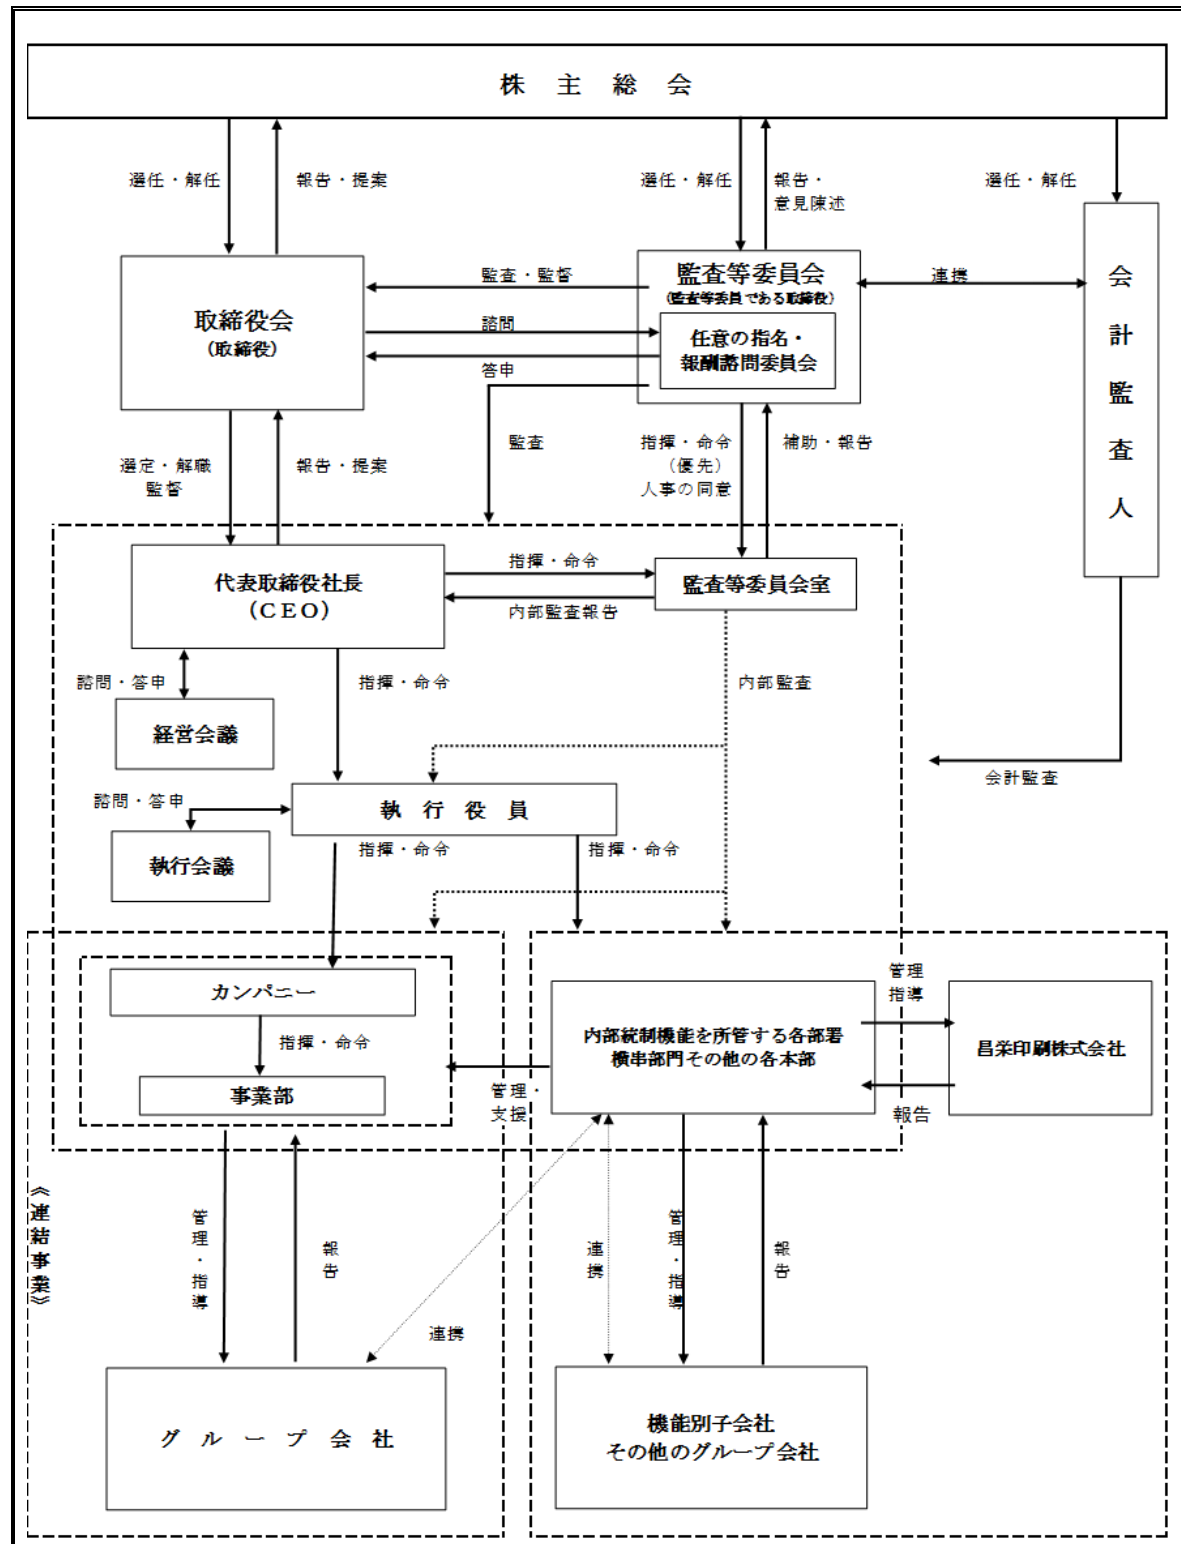 株主総会
選任・解任
報告・提案
選任・解任
報告・
意見陳述
選任・解任
取締役会
(取締役)
監査・監督
諮問
答申
監査
監査等委員会
(監査等委員である取締役)
任意の指名・
報酬諮問委員会
連携
会計監査人
選定・解職
監督
報告・提案
指揮・命令
(優先)
人事の同意
補助・報告
代表取締役社長
(CEO)
指揮・命令
内部監査報告
監査等委員会室
諮問・答申
指揮・命令
内部監査
経営会議
会計監査
諮問・答申
執行役員
執行会議
指揮・命令
指揮・命令
カンパニー
指揮・命令
事業部
管理・
支援
内部統制機能を所管する各部署
横串部門その他の各本部
管理
指導
報告
昌栄印刷株式会社
《連結事業》
管理・指導
報告
連携
連携
管理・指導
報告
グループ会社
機能別子会社
その他のグループ会社